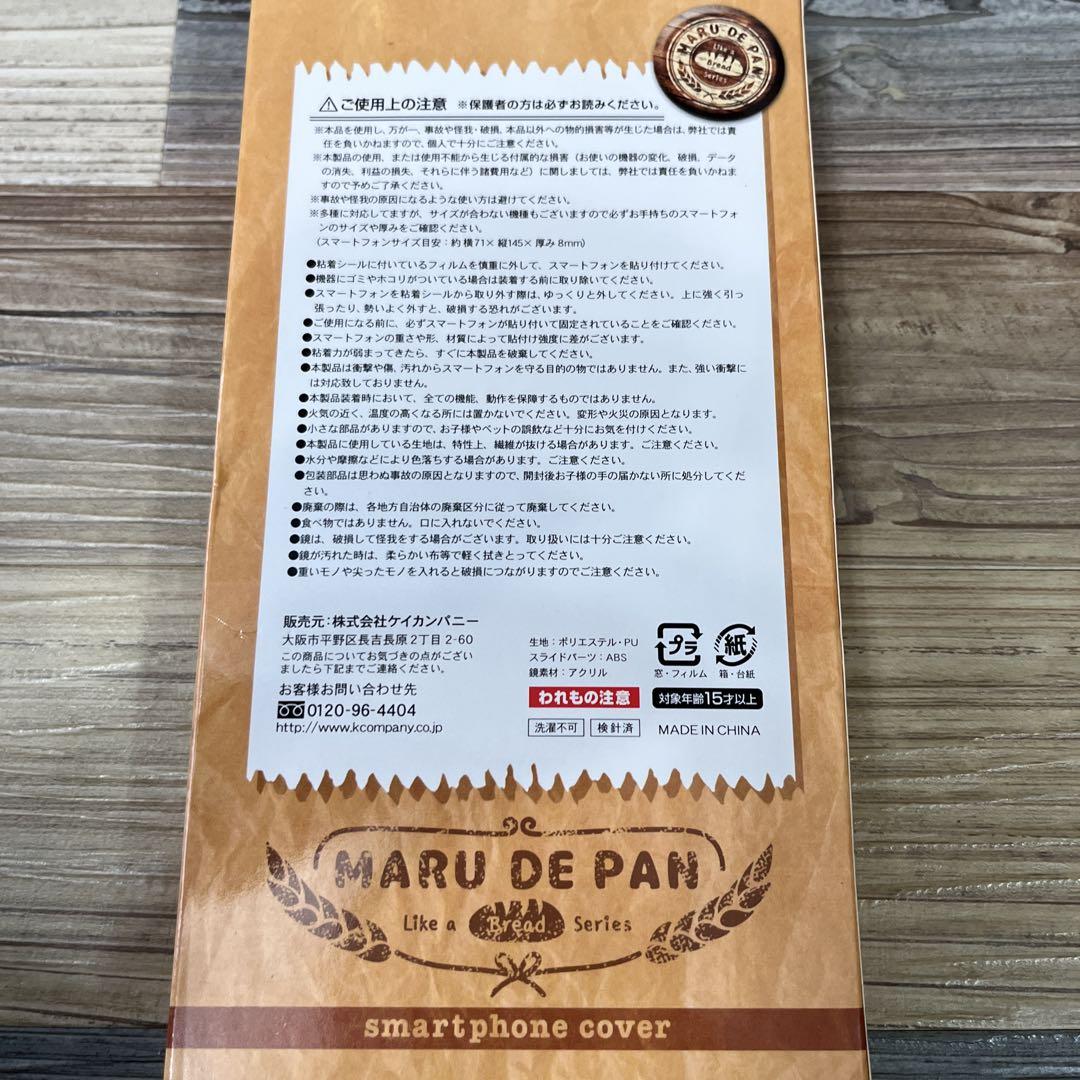 MARU DE PAN
Like a
Bread
Series
ご使用上の注意 ※保護者の方は必ずお読みください。
※本品を使用し、万が一、事故や怪我・破損、本品以外への物的損害等が生じた場合は、弊社では責
任を負いかねますので、個人で十分にご注意ください。
※本製品の使用、または使用不能から生じる付属的な損害（お使いの機器の変化、破損、データ
の消失、利益の損失、それらに伴う諸費用など）に関しましては、弊社では責任を負いかねま
すので予めご了承ください。
※事故や怪我の原因になるような使い方は避けてください。
※多種に対応してますが、サイズが合わない機種もございますので必ずお手持ちのスマートフォ
ンのサイズや厚みをご確認ください。
（スマートフォンサイズ目安：約 横71× 縦145× 厚み 8mm）
●粘着シールに付いているフィルムを慎重に外して、スマートフォンを貼り付けてください。
●機器にゴミやホコリがついている場合は装着する前に取り除いてください。
●スマートフォンを粘着シールから取り外す際は、ゆっくりと外してください。上に強く引っ
張ったり、勢いよく外すと、破損する恐れがございます。
●ご使用になる前に、必ずスマートフォンが貼り付いて固定されていることをご確認ください。
●スマートフォンの重さや形、材質によって貼付け強度に差がございます。
●粘着力が弱まってきたら、すぐに本製品を破棄してください。
●本製品は衝撃や傷、汚れからスマートフォンを守る目的の物ではありません。また、強い衝撃に
は対応致しておりません。
●本製品装着時において、全ての機能、動作を保障するものではありません。
●火気の近く、温度の高くなる所には置かないでください。変形や火災の原因となります。
●小さな部品がありますので、お子様やペットの誤飲など十分にお気を付けください。
●本製品に使用している生地は、特性上、繊維が抜ける場合があります。ご注意ください。
●水分や摩擦などにより色落ちする場合があります。ご注意ください。
●包装部品は思わぬ事故の原因となりますので、開封後お子様の手の届かない所に処分してくだ
さい。
●廃棄の際は、各地方自治体の廃棄区分に従って廃棄してください。
●食べ物ではありません。口に入れないでください。
●鏡は、破損して怪我をする場合がございます。取り扱いには十分ご注意ください。
●鏡が汚れた時は、柔らかい布等で軽く拭きとってください。
●重いモノや尖ったモノを入れると破損につながりますのでご注意ください。
販売元：株式会社ケイカンパニー
大阪市平野区長吉長原2丁目2-60
この商品についてお気づきの点がござい
ましたら下記までご連絡ください。
お客様お問い合わせ先
0120-96-4404
http://www.kcompany.co.jp
生地：ポリエステル・PU
スライドパーツ：ABS
鏡素材：アクリル
プラ
窓・フィルム
紙
箱・台紙
われもの注意
対象年齢15才以上
洗濯不可
検針済
MADE IN CHINA
MARU DE PAN
Like a Bread Series
smartphone cover